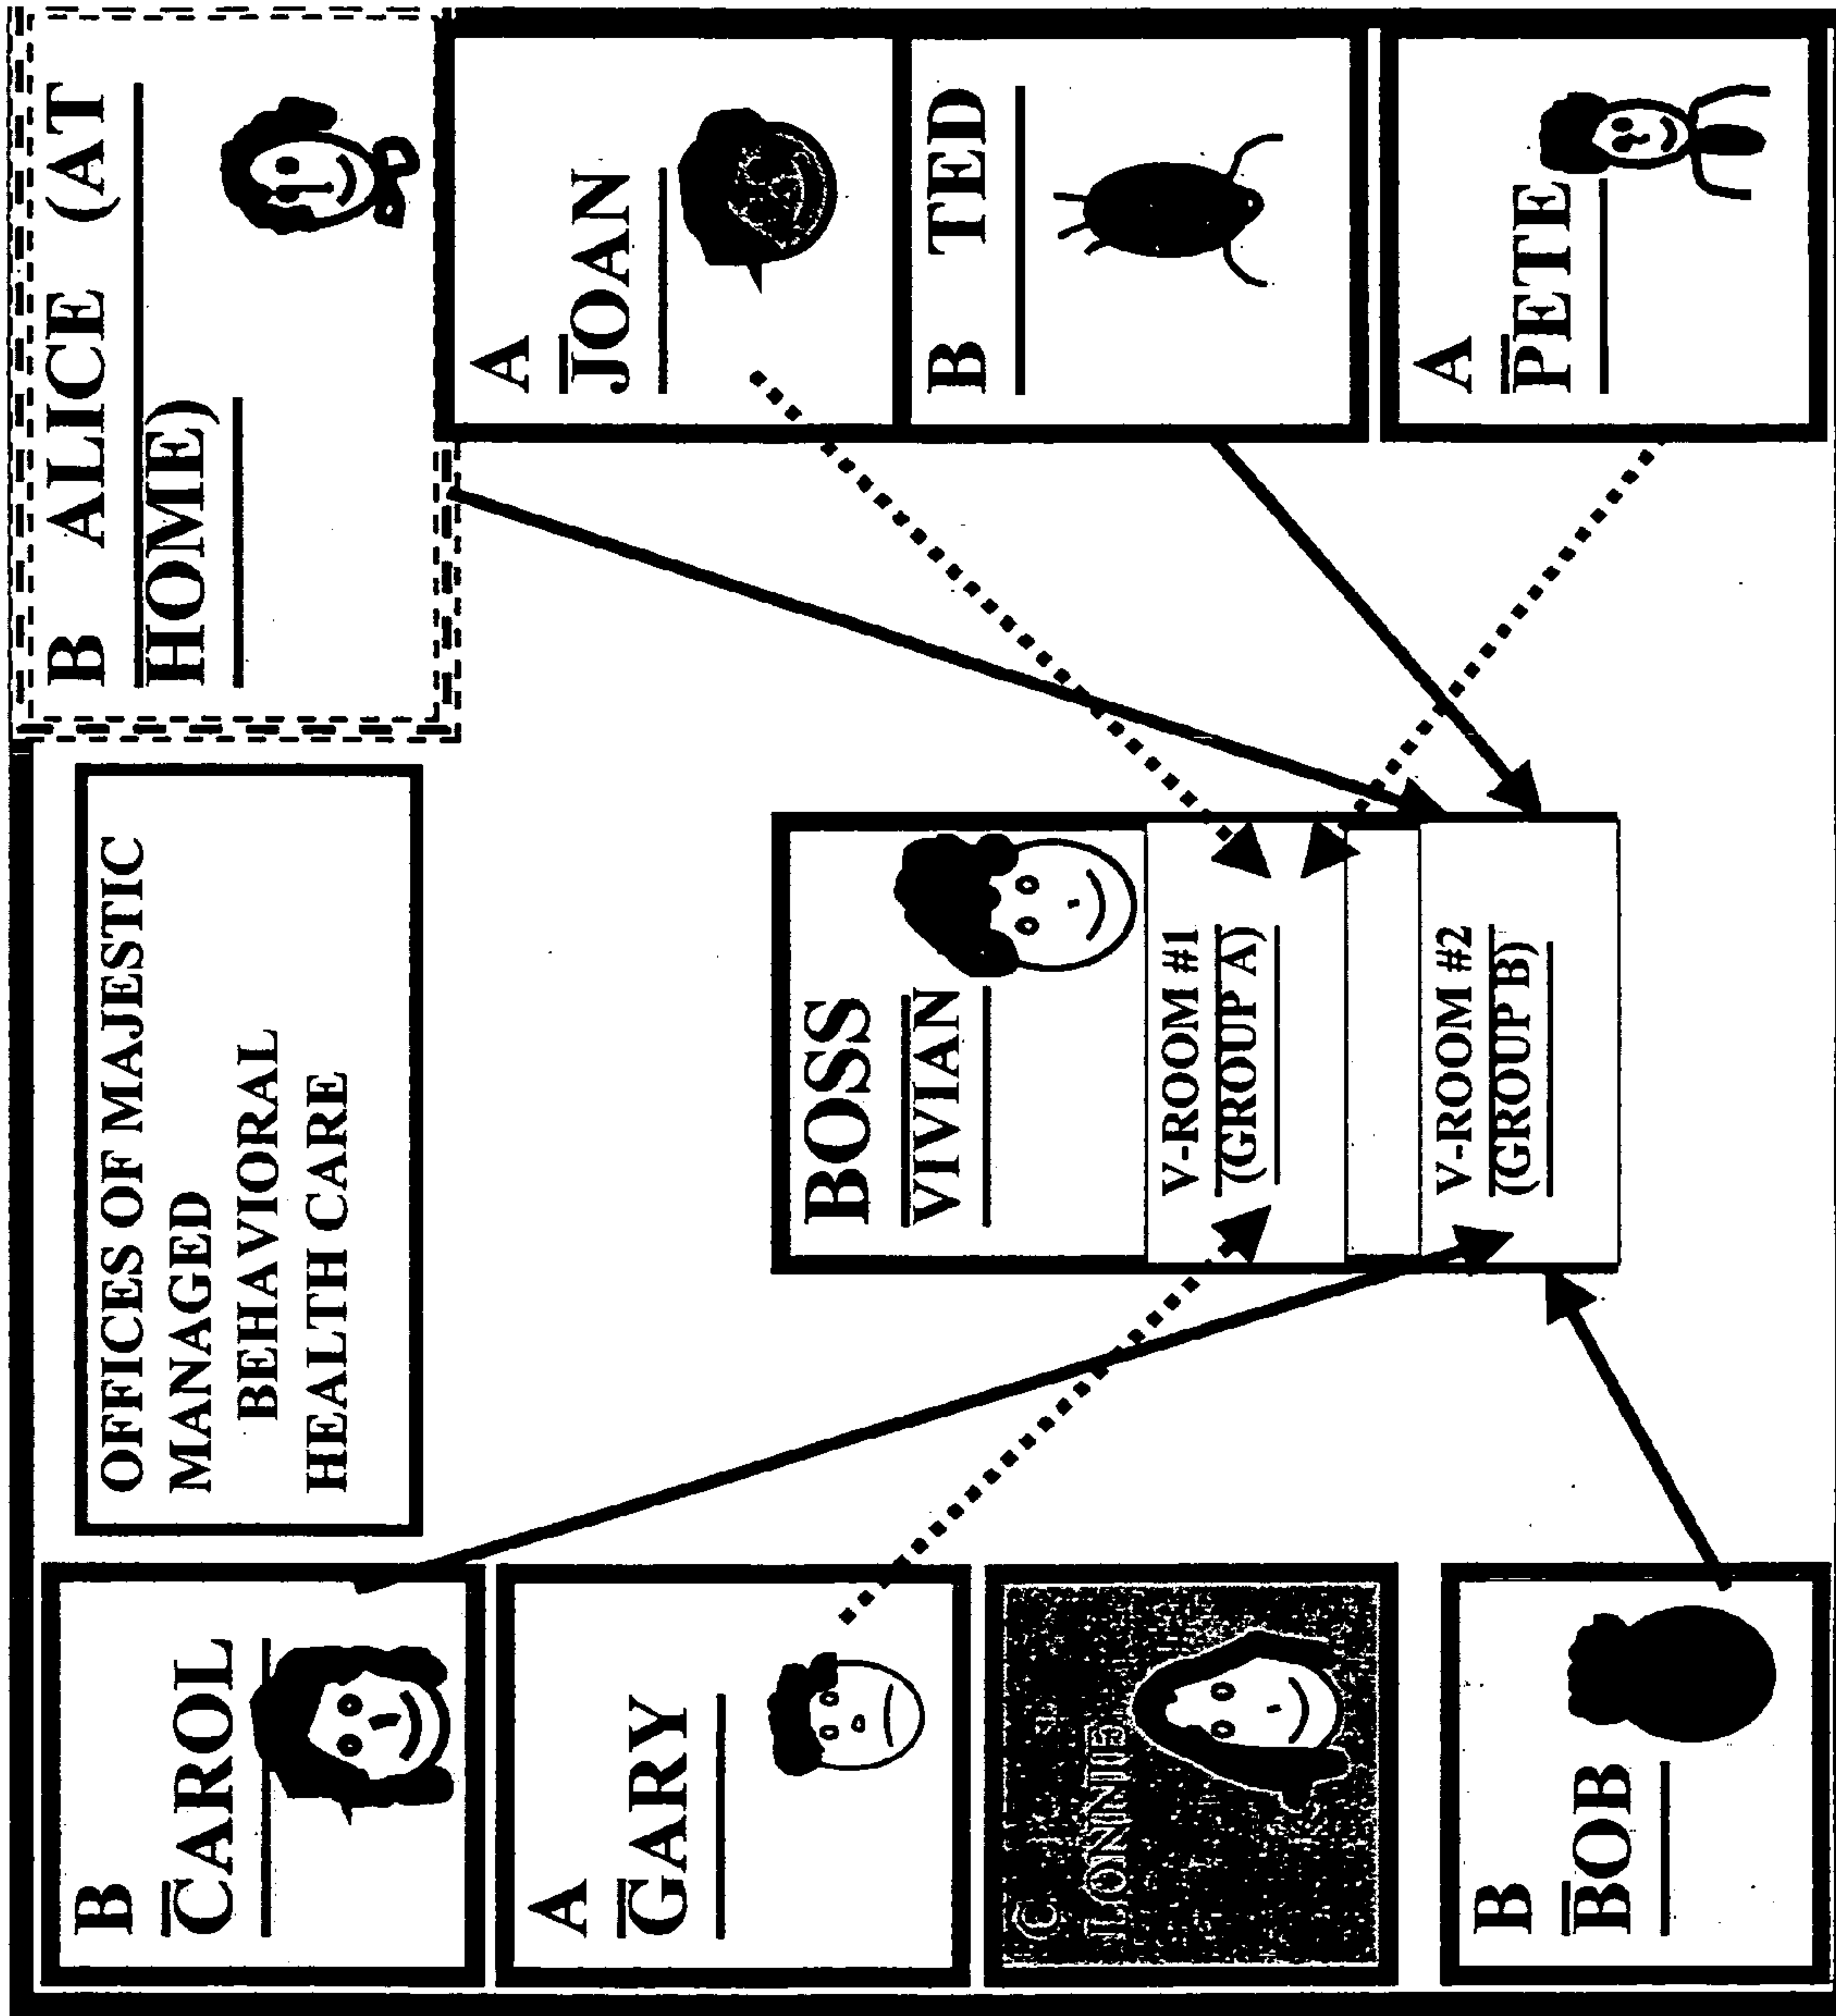 B
CAROL
OFFICES OF MAJESTIC
MANAGED
BEHAVIORAL
HEALTH CARE
B ALICE (AT
HOME)
A
GARY
A
JOAN
C
LONNIE
BOSS
VIVIAN
B TED
V-ROOM #1
(GROUP A)
V-ROOM #2
(GROUP B)
B
BOB
A
PETE